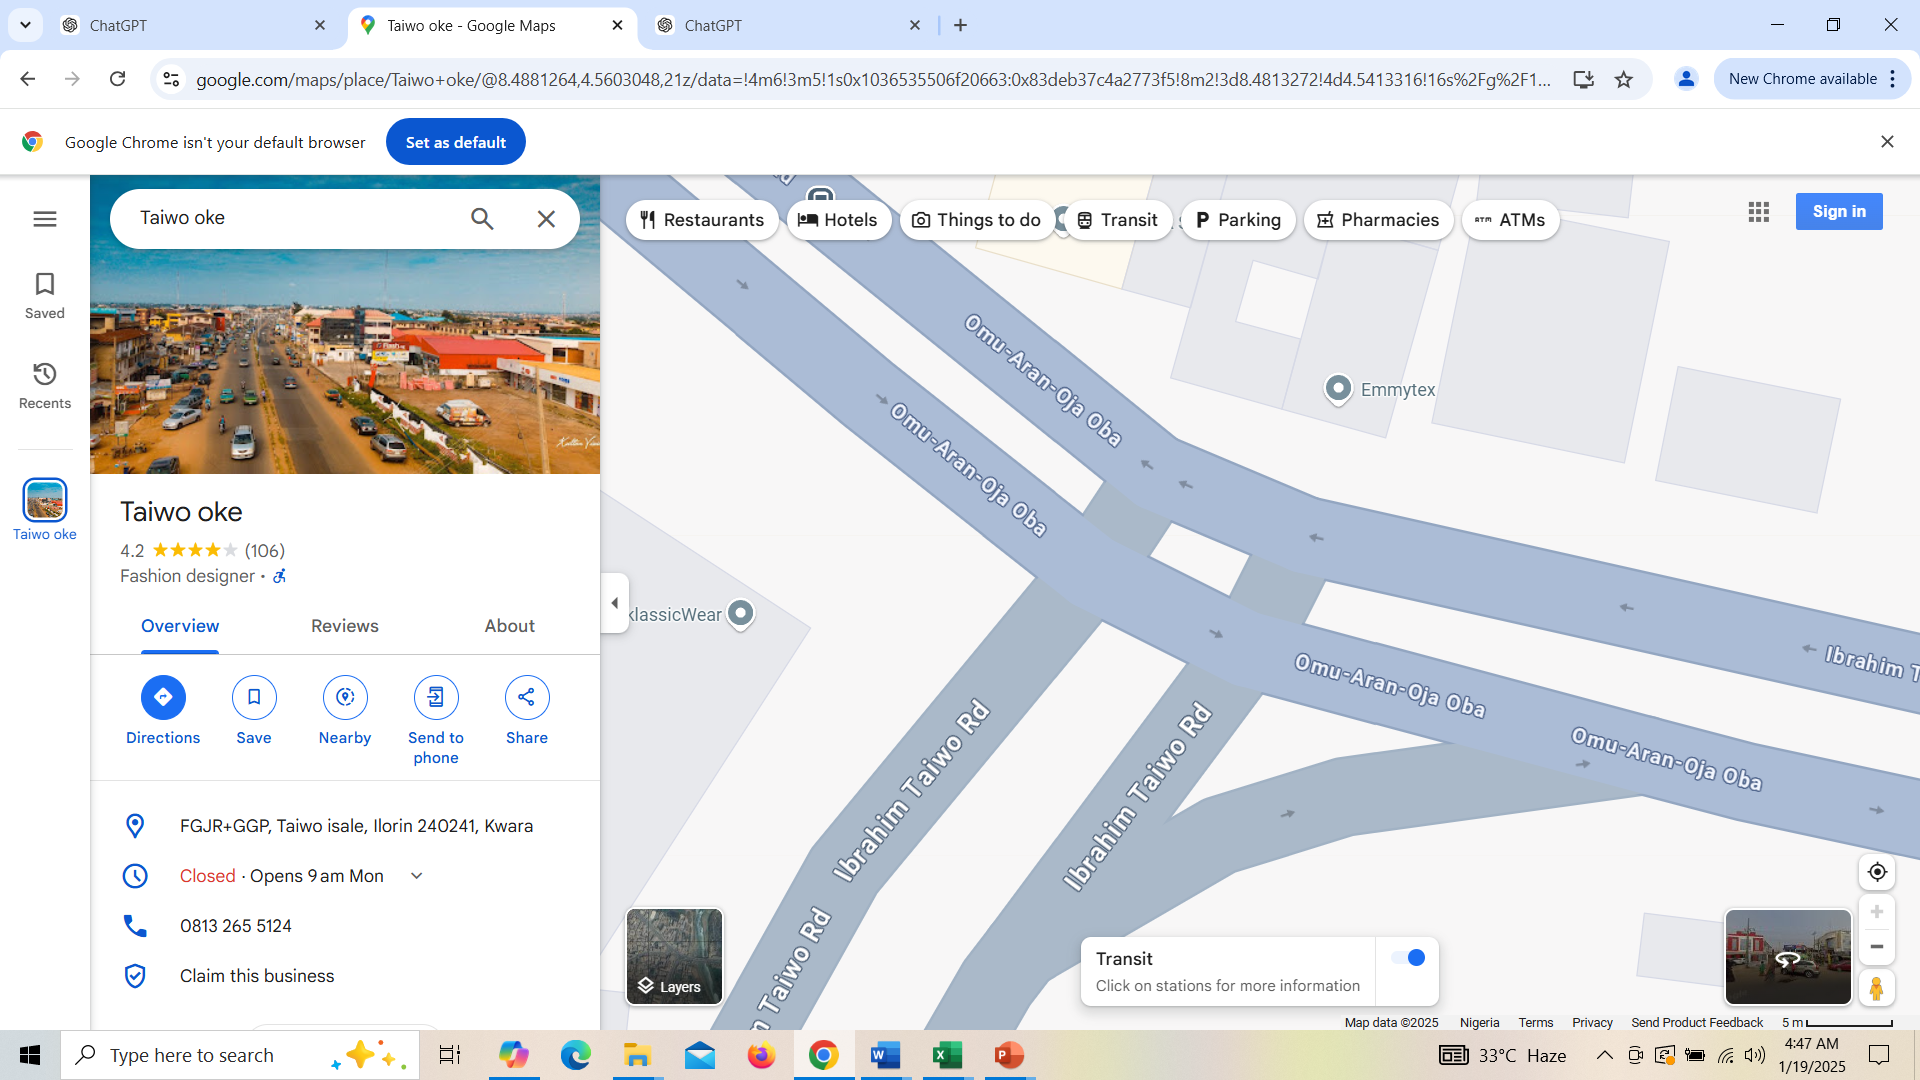 ChatGPT
Taiwo oke - Google Maps
ChatGPT
google.com/maps/place/Taiwo+oke/@8.4881264,4.5603048,21z/data=!4m6!3m5!1s0x1036535506f20663:0x83deb37c4a2773f5!8m2!3d8.4813272!4d4.5413316!16s%2Fg%2F1...
New Chrome available
Google Chrome isn't your default browser
Set as default
Taiwo oke
Restaurants
Hotels
Things to do
Transit
Parking
Pharmacies
ATMs
Sign in
Saved
Recents
Taiwo oke
Taiwo oke
4.2 (106)
Fashion designer ·
Overview
Reviews
About
Directions
Save
Nearby
Send to
phone
Share
FGJR+GGP, Taiwo isale, Ilorin 240241, Kwara
Closed · Opens 9 am Mon
0813 265 5124
Claim this business
Omu-Aran-Oja Oba
Omu-Aran-Oja Oba
Emmytex
klassicWear
Ibrahim T
Omu-Aran-Oja Oba
Omu-Aran-Oja Oba
Ibrahim Taiwo Rd
Ibrahim Taiwo Rd
m Taiwo Rd
Layers
Transit
Click on stations for more information
Map data ©2025
Nigeria
Terms
Privacy
Send Product Feedback
5 m
Type here to search
33°C Haze
4:47 AM
1/19/2025